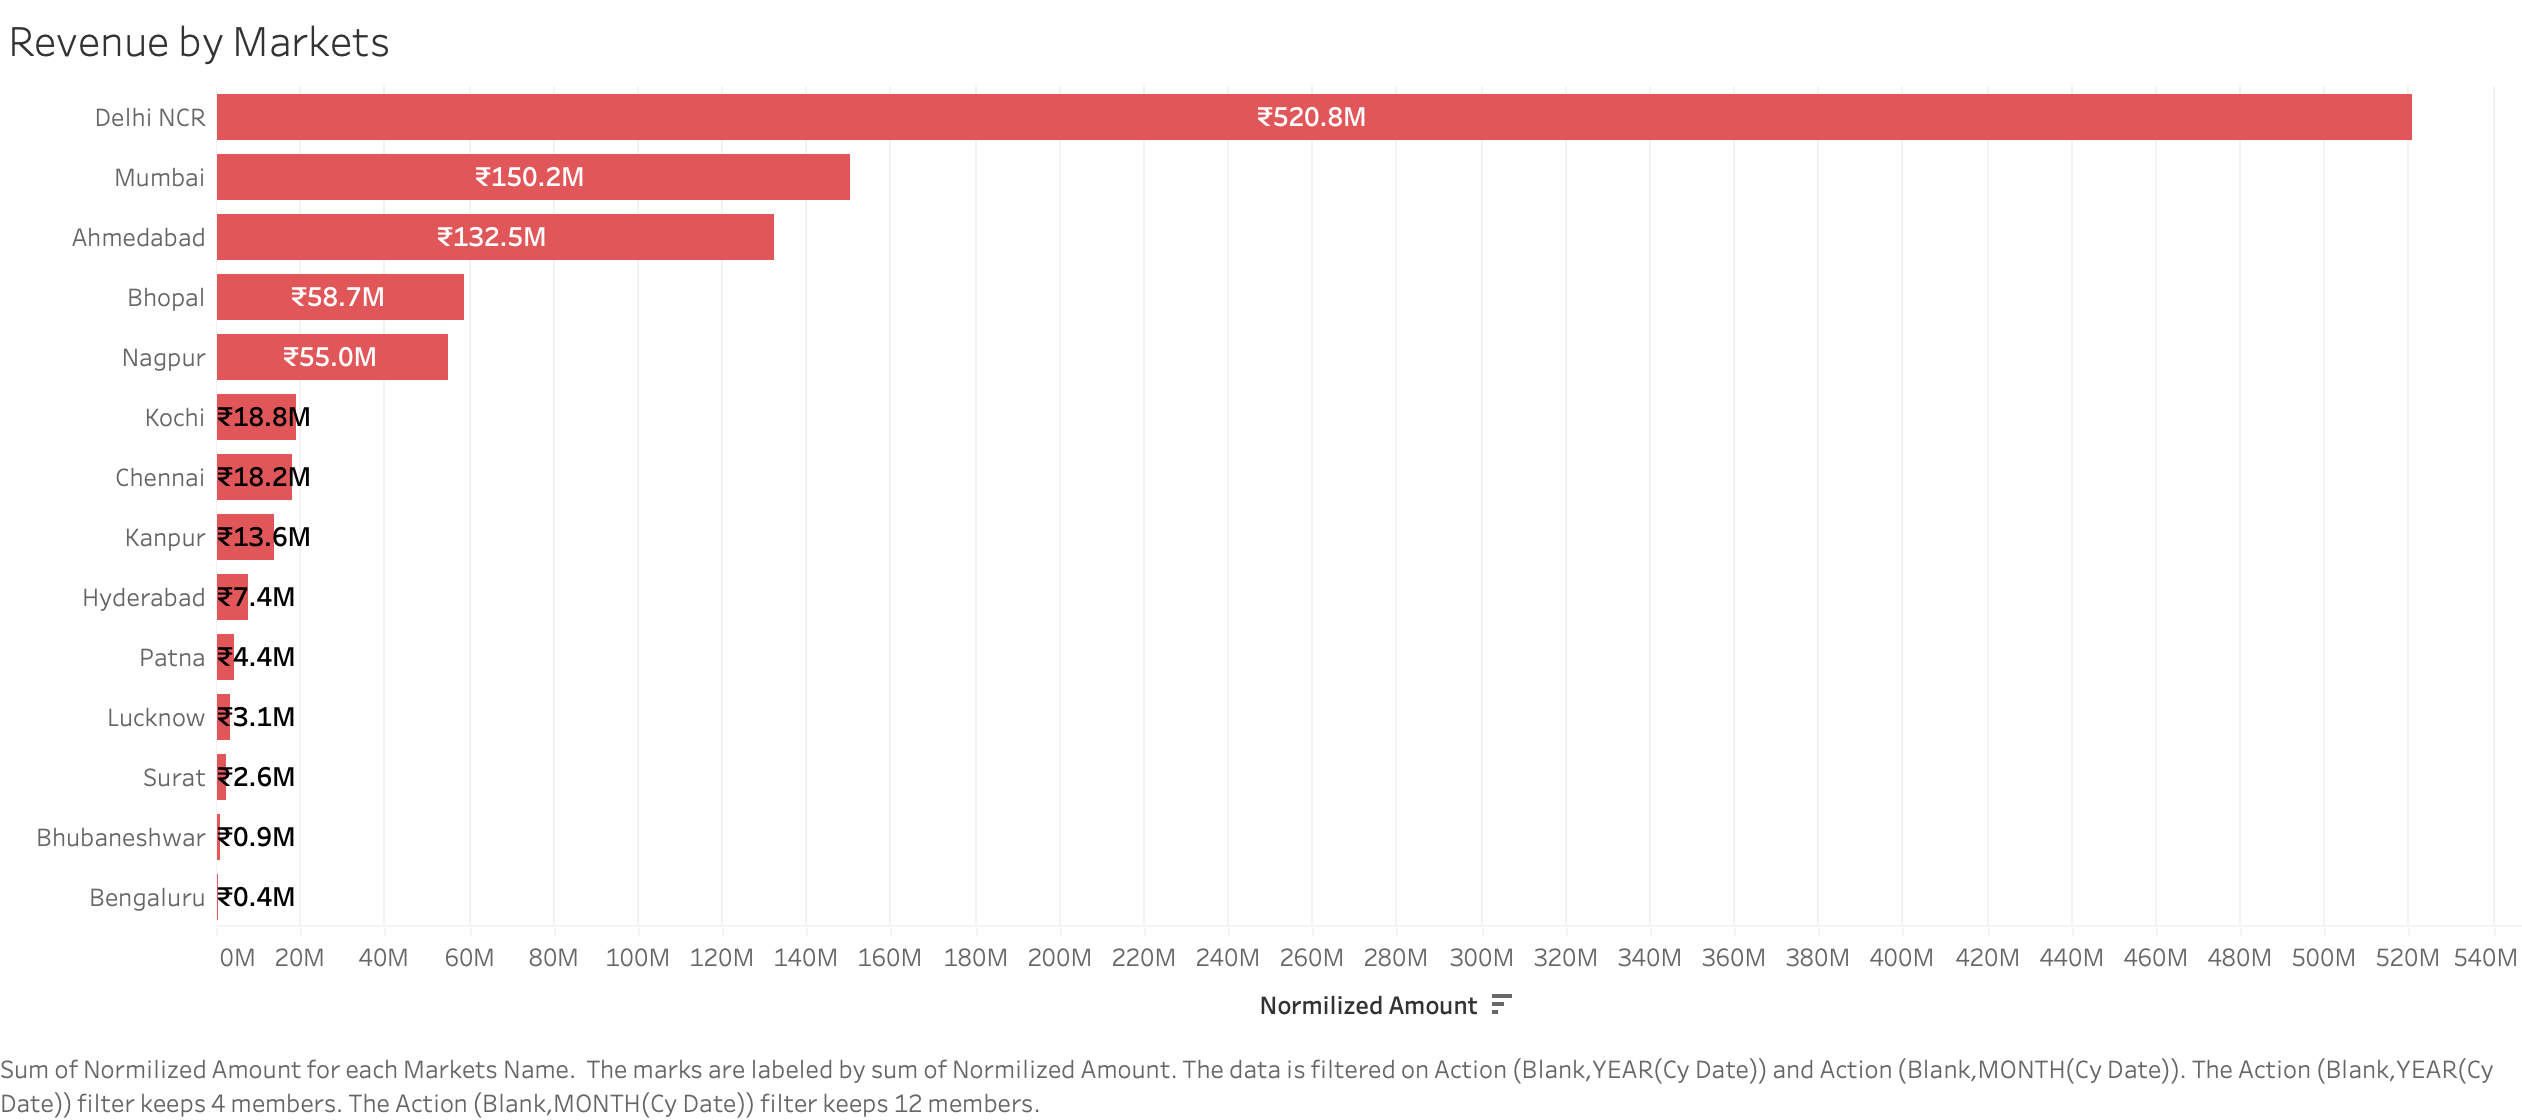 Revenue by Markets
Delhi NCR ₹520.8M
Mumbai ₹150.2M
Ahmedabad ₹132.5M
Bhopal ₹58.7M
Nagpur ₹55.0M
Kochi ₹18.8M
Chennai ₹18.2M
Kanpur ₹13.6M
Hyderabad ₹7.4M
Patna ₹4.4M
Lucknow ₹3.1M
Surat ₹2.6M
Bhubaneshwar ₹0.9M
Bengaluru ₹0.4M
0M 20M 40M 60M 80M 100M 120M 140M 160M 180M 200M 220M 240M 260M 280M 300M 320M 340M 360M 380M 400M 420M 440M 460M 480M 500M 520M 540M
Normilized Amount
Sum of Normilized Amount for each Markets Name.  The marks are labeled by sum of Normilized Amount. The data is filtered on Action (Blank,YEAR(Cy Date)) and Action (Blank,MONTH(Cy Date)). The Action (Blank,YEAR(Cy
Date)) filter keeps 4 members. The Action (Blank,MONTH(Cy Date)) filter keeps 12 members.